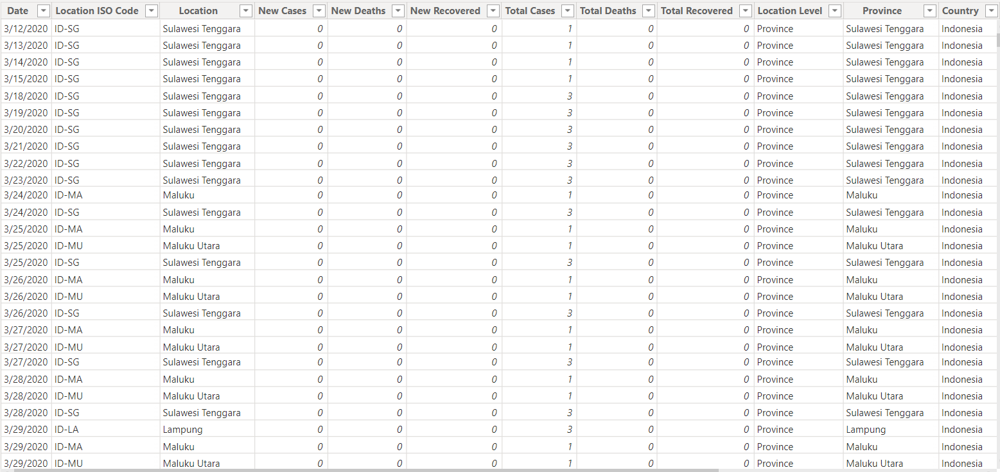 Date Location ISO Code Location New Cases New Deaths New Recovered Total Cases Total Deaths Total Recovered Location Level Province Country
3/12/2020 ID-SG Sulawesi Tenggara 0 0 0 1 0 0 Province Sulawesi Tenggara Indonesia
3/13/2020 ID-SG Sulawesi Tenggara 0 0 0 1 0 0 Province Sulawesi Tenggara Indonesia
3/14/2020 ID-SG Sulawesi Tenggara 0 0 0 1 0 0 Province Sulawesi Tenggara Indonesia
3/15/2020 ID-SG Sulawesi Tenggara 0 0 0 1 0 0 Province Sulawesi Tenggara Indonesia
3/18/2020 ID-SG Sulawesi Tenggara 0 0 0 3 0 0 Province Sulawesi Tenggara Indonesia
3/19/2020 ID-SG Sulawesi Tenggara 0 0 0 3 0 0 Province Sulawesi Tenggara Indonesia
3/20/2020 ID-SG Sulawesi Tenggara 0 0 0 3 0 0 Province Sulawesi Tenggara Indonesia
3/21/2020 ID-SG Sulawesi Tenggara 0 0 0 3 0 0 Province Sulawesi Tenggara Indonesia
3/22/2020 ID-SG Sulawesi Tenggara 0 0 0 3 0 0 Province Sulawesi Tenggara Indonesia
3/23/2020 ID-SG Sulawesi Tenggara 0 0 0 3 0 0 Province Sulawesi Tenggara Indonesia
3/24/2020 ID-MA Maluku 0 0 0 1 0 0 Province Maluku Indonesia
3/24/2020 ID-SG Sulawesi Tenggara 0 0 0 3 0 0 Province Sulawesi Tenggara Indonesia
3/25/2020 ID-MA Maluku 0 0 0 1 0 0 Province Maluku Indonesia
3/25/2020 ID-MU Maluku Utara 0 0 0 1 0 0 Province Maluku Utara Indonesia
3/25/2020 ID-SG Sulawesi Tenggara 0 0 0 3 0 0 Province Sulawesi Tenggara Indonesia
3/26/2020 ID-MA Maluku 0 0 0 1 0 0 Province Maluku Indonesia
3/26/2020 ID-MU Maluku Utara 0 0 0 1 0 0 Province Maluku Utara Indonesia
3/26/2020 ID-SG Sulawesi Tenggara 0 0 0 3 0 0 Province Sulawesi Tenggara Indonesia
3/27/2020 ID-MA Maluku 0 0 0 1 0 0 Province Maluku Indonesia
3/27/2020 ID-MU Maluku Utara 0 0 0 1 0 0 Province Maluku Utara Indonesia
3/27/2020 ID-SG Sulawesi Tenggara 0 0 0 3 0 0 Province Sulawesi Tenggara Indonesia
3/28/2020 ID-MA Maluku 0 0 0 1 0 0 Province Maluku Indonesia
3/28/2020 ID-MU Maluku Utara 0 0 0 1 0 0 Province Maluku Utara Indonesia
3/28/2020 ID-SG Sulawesi Tenggara 0 0 0 3 0 0 Province Sulawesi Tenggara Indonesia
3/29/2020 ID-LA Lampung 0 0 0 3 0 0 Province Lampung Indonesia
3/29/2020 ID-MA Maluku 0 0 0 1 0 0 Province Maluku Indonesia
3/29/2020 ID-MU Maluku Utara 0 0 0 1 0 0 Province Maluku Utara Indonesia